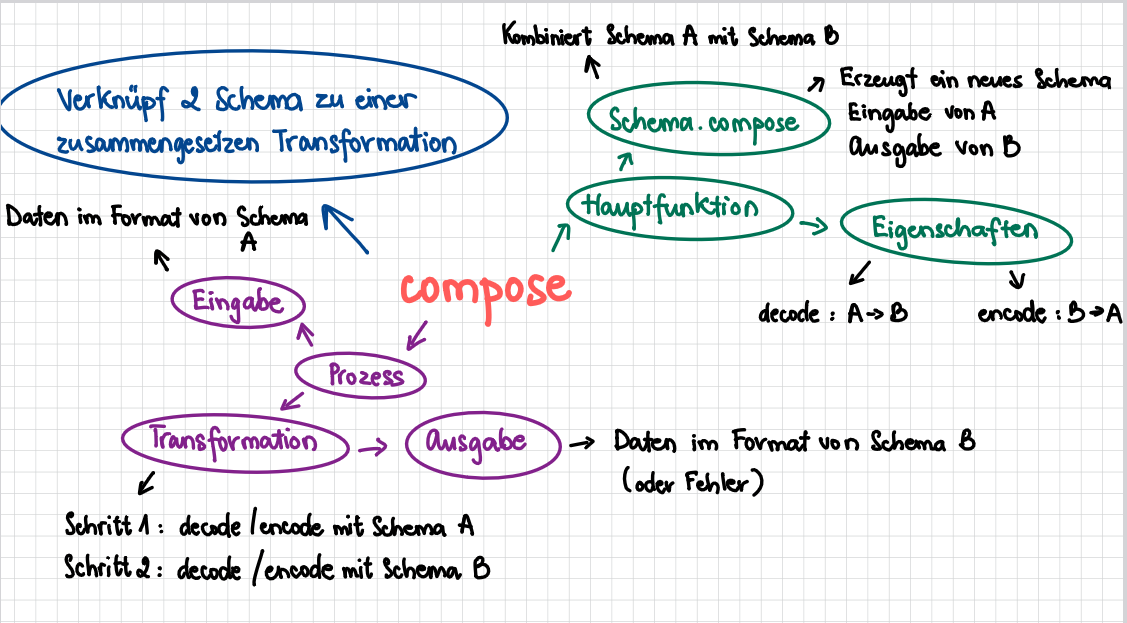 Kombiniert Schema A mit Schema B
Verknüpf 2 Schema zu einer
zusammengesetzen Transformation
Schema.compose
Erzeugt ein neues Schema
Eingabe von A
Ausgabe von B
Hauptfunktion
Eigenschaften
decode : A → B
encode : B → A
Daten im Format von Schema
A
Eingabe
compose
Prozess
Transformation
Ausgabe
Daten im Format von Schema B
(oder Fehler)
Schritt 1 : decode / encode mit Schema A
Schritt 2 : decode / encode mit Schema B